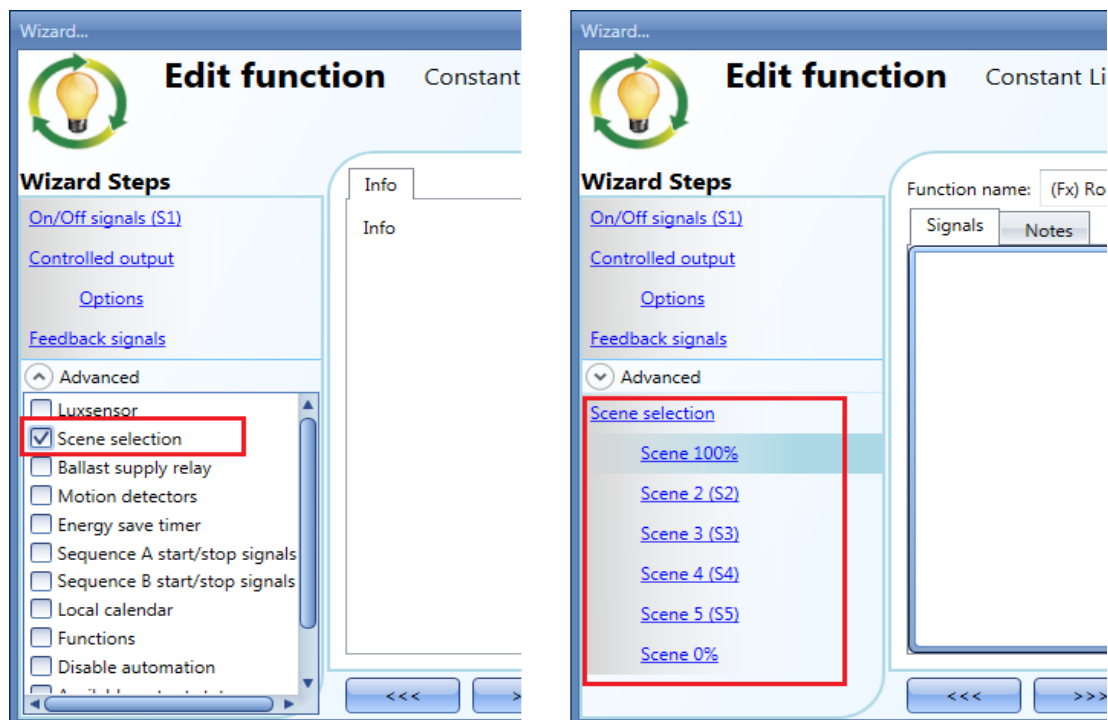 Wizard...
Edit function Constant
Wizard Steps
On/Off signals (S1)
Controlled output
Options
Feedback signals
Advanced
Luxsensor
Scene selection
Ballast supply relay
Motion detectors
Energy save timer
Sequence A start/stop signals
Sequence B start/stop signals
Local calendar
Functions
Disable automation
Info
Info
<<<
Wizard...
Edit function Constant Li
Wizard Steps
On/Off signals (S1)
Controlled output
Options
Feedback signals
Advanced
Scene selection
Scene 100%
Scene 2 (S2)
Scene 3 (S3)
Scene 4 (S4)
Scene 5 (S5)
Scene 0%
Function name: (Fx) Ro
Signals Notes
<<< >>>